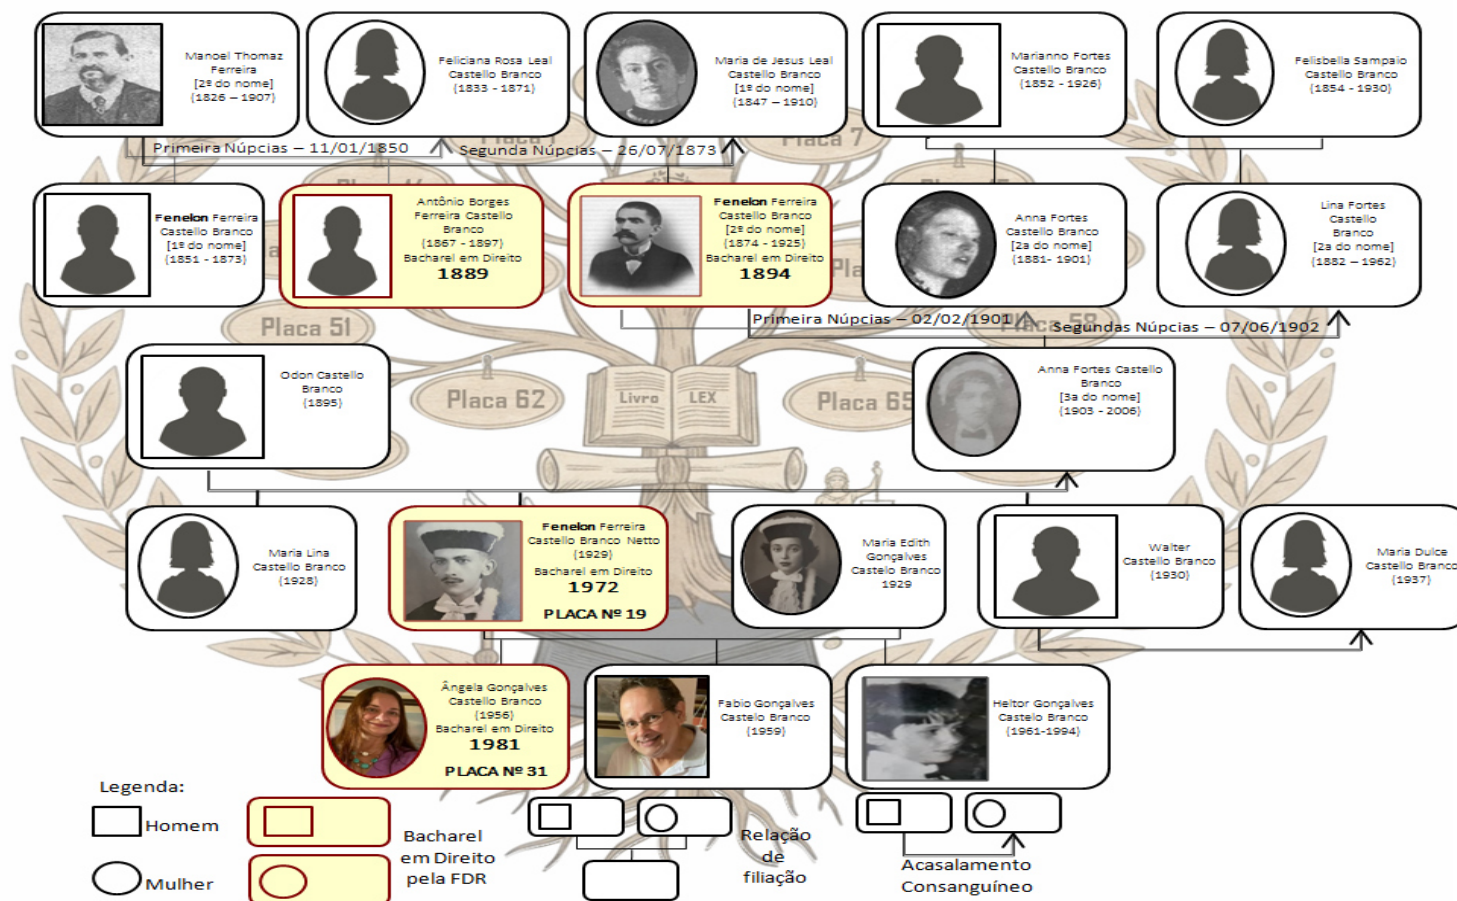 Manoel Thomaz
Ferreira
[2º do nome]
(1826 – 1907)
Feliciana Rosa Leal
Castello Branco
(1833 - 1871)
Maria de Jesus Leal
Castello Branco
[1º do nome]
(1847 – 1910)
Marianno Fortes
Castello Branco
(1852 - 1926)
Felisbella Sampaio
Castello Branco
(1854 - 1930)
Primeira Núpcias – 11/01/1850
Segunda Núpcias – 26/07/1873
Placa 7
Fenelon Ferreira
Castello Branco
[1º do nome]
(1851 - 1873)
Antônio Borges
Ferreira Castello
Branco
(1867 - 1897)
Bacharel em Direito
1889
Fenelon Ferreira
Castello Branco
[2º do nome]
(1874 - 1925)
Bacharel em Direito
1894
Anna Fortes
Castello Branco
[2a do nome]
(1881- 1901)
Lina Fortes
Castello
Branco
[2a do nome]
(1882 – 1962)
Placa 51
Primeira Núpcias – 02/02/1901
Placa 58
Segundas Núpcias – 07/06/1902
Odon Castello
Branco
(1895)
Placa 62
Livro LEX
Placa 65
Anna Fortes Castello
Branco
[3a do nome]
(1903 - 2006)
Maria Lina
Castello Branco
(1928)
Fenelon Ferreira
Castello Branco Netto
(1929)
Bacharel em Direito
1972
PLACA Nº 19
Maria Edith
Gonçalves
Castelo Branco
1929
Walter
Castello Branco
(1930)
Maria Dulce
Castello Branco
(1937)
Ângela Gonçalves
Castello Branco
(1956)
Bacharel em Direito
1981
PLACA Nº 31
Fabio Gonçalves
Castelo Branco
(1959)
Heitor Gonçalves
Castelo Branco
(1961-1994)
Legenda:
Homem
Mulher
Bacharel
em Direito
pela FDR
Relação
de
filiação
Acasalamento
Consanguíneo